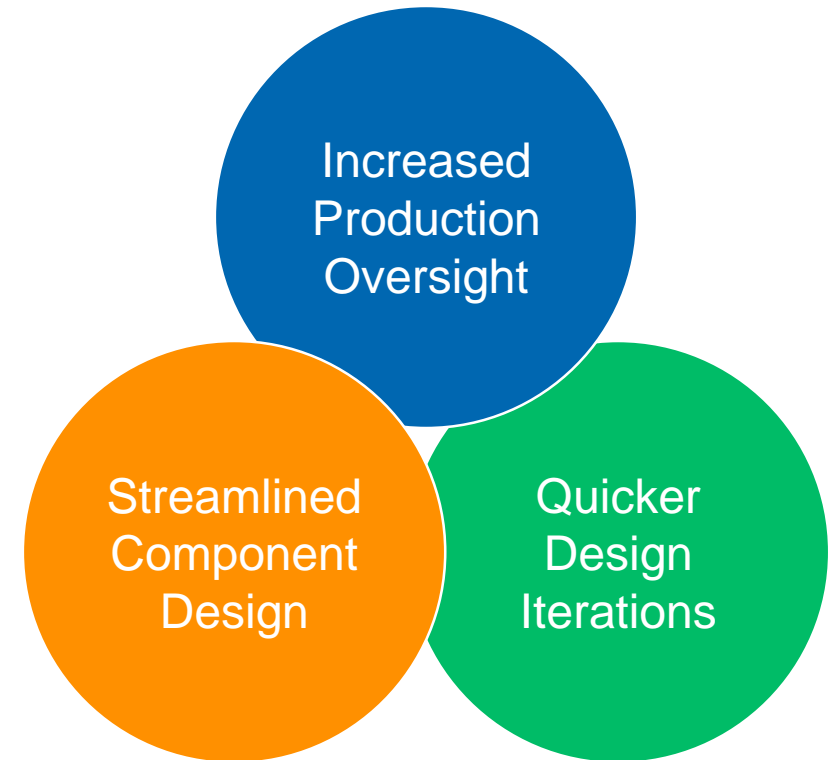 Increased
Production
Oversight
Streamlined
Component
Design
Quicker
Design
Iterations